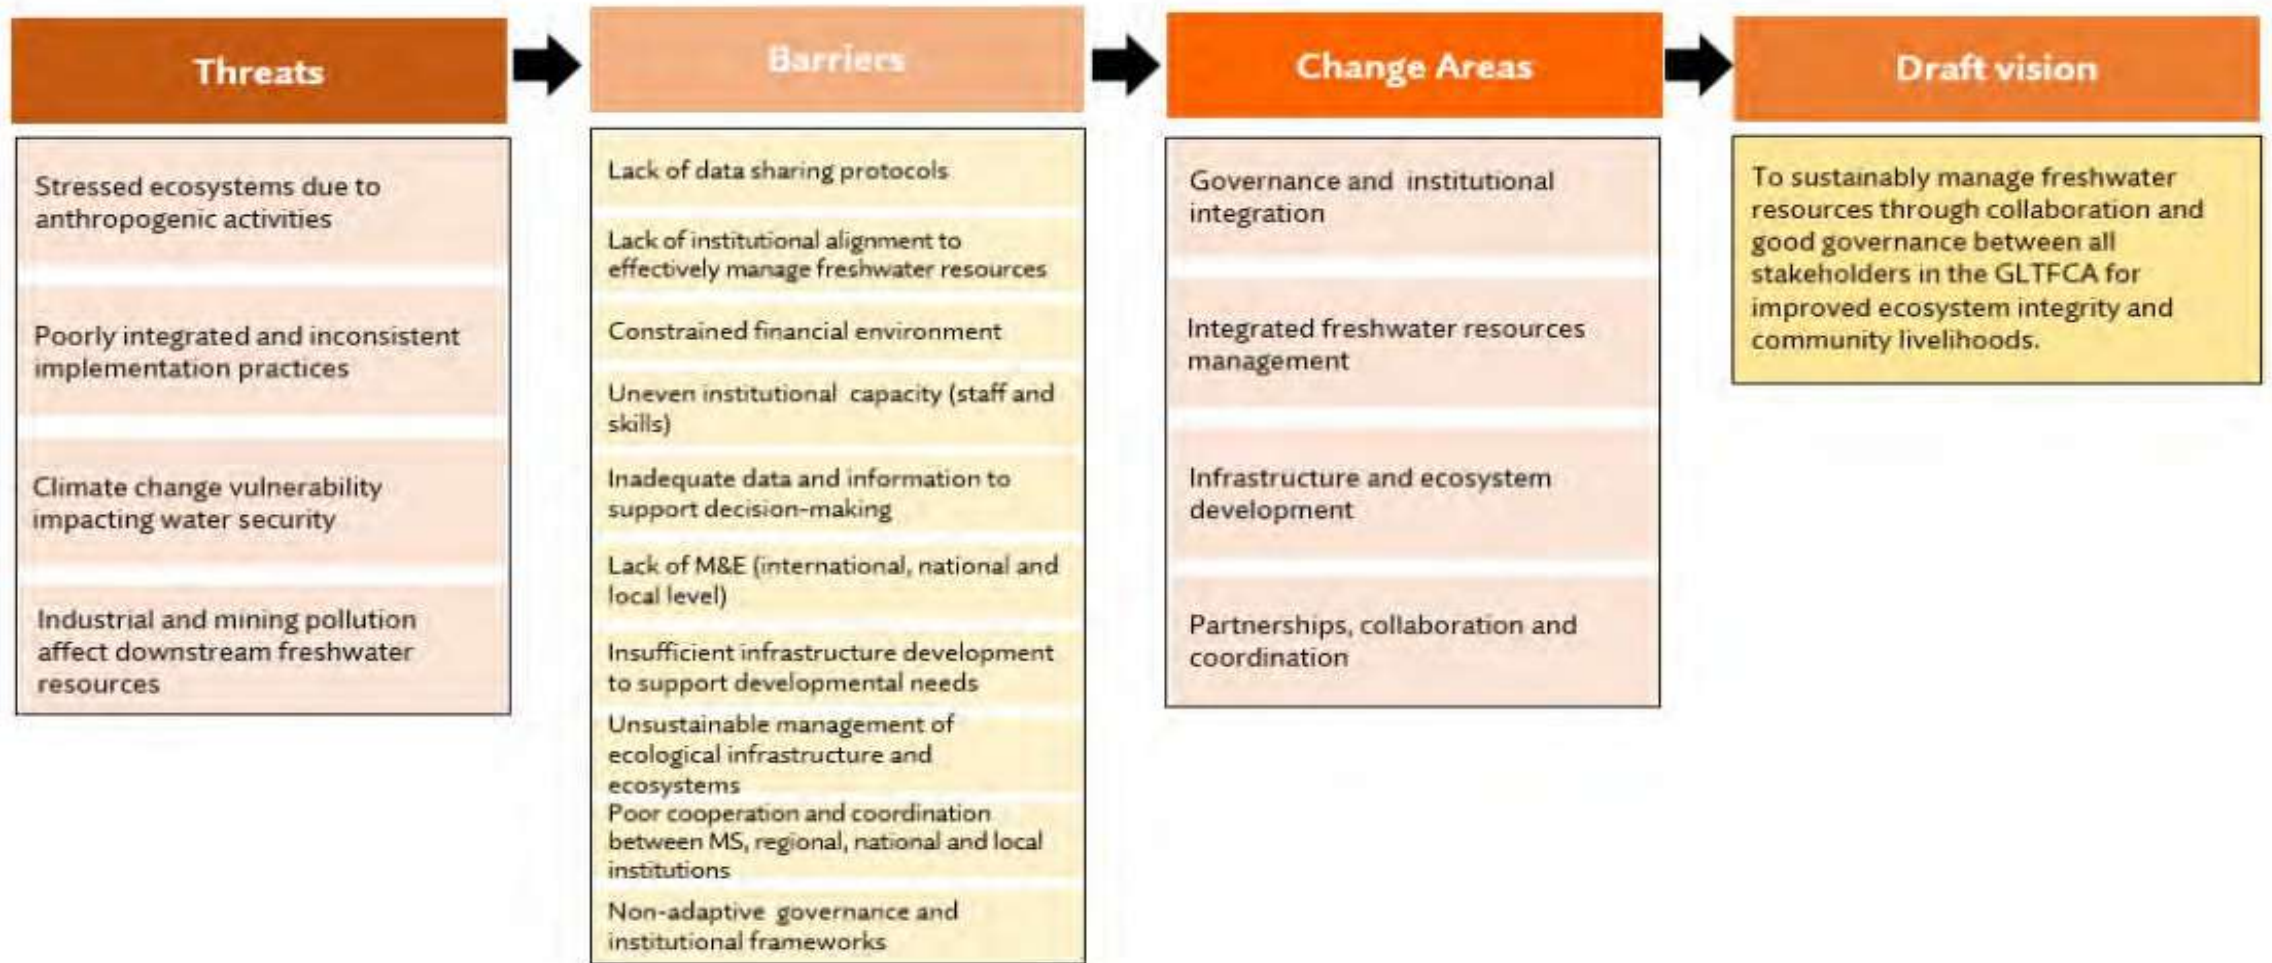 Threats
Stressed ecosystems due to
anthropogenic activities
Poorly integrated and inconsistent
implementation practices
Climate change vulnerability
impacting water security
Industrial and mining pollution
affect downstream freshwater
resources
Barriers
Lack of data sharing protocols
Lack of institutional alignment to
effectively manage freshwater resources
Constrained financial environment
Uneven institutional capacity (staff and
skills)
Inadequate data and information to
support decision-making
Lack of M&E (international, national and
local level)
Insufficient infrastructure development
to support developmental needs
Unsustainable management of
ecological infrastructure and
ecosystems
Poor cooperation and coordination
between MS, regional, national and local
institutions
Non-adaptive governance and
institutional frameworks
Change Areas
Governance and institutional
integration
Integrated freshwater resources
management
Infrastructure and ecosystem
development
Partnerships, collaboration and
coordination
Draft vision
To sustainably manage freshwater
resources through collaboration and
good governance between all
stakeholders in the GLTFCA for
improved ecosystem integrity and
community livelihoods.